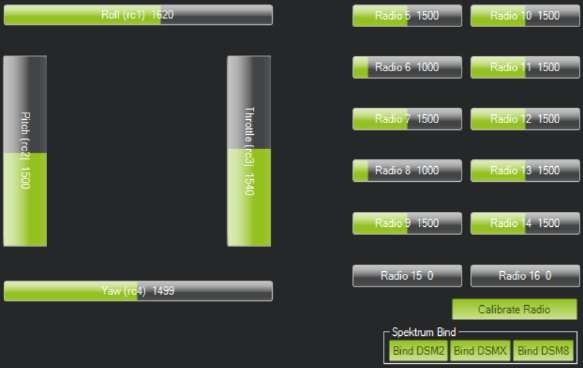 Roll (rc1) 1620
Pitch (rc2) 1500
Throttle (rc3) 1540
Yaw (rc4) 1499
Radio 5 1500
Radio 10 1500
Radio 6 1000
Radio 11 1500
Radio 7 1500
Radio 12 1500
Radio 8 1000
Radio 13 1500
Radio 9 1500
Radio 14 1500
Radio 15 0
Radio 16 0
Calibrate Radio
Spektrum Bind
Bind DSM2
Bind DSMX
Bind DSM8